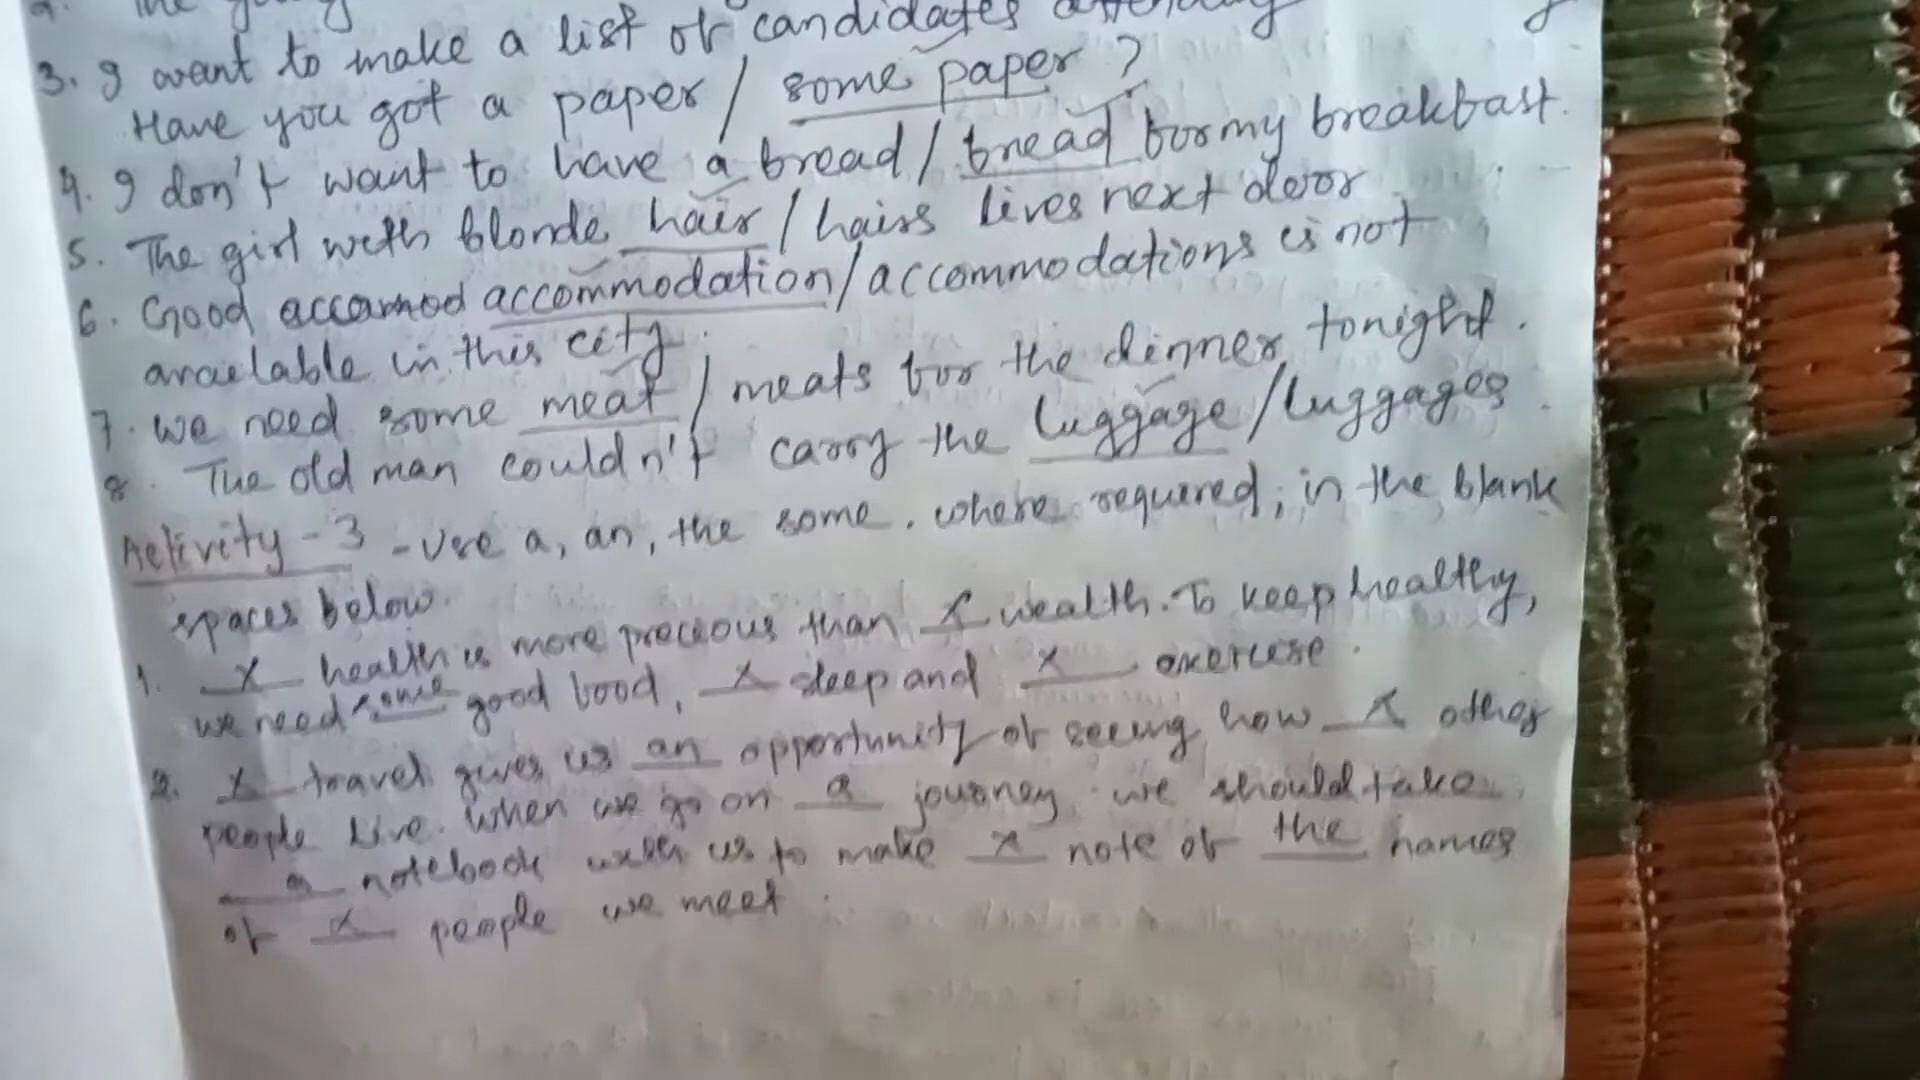 3. I want to make a list of candidates
Have you got a paper / some paper ?
4. I don't want to have a bread / bread for my breakfast.
5. The girl with blonde hair / hairs lives next door
6. Good accamod accommodation / accommodations is not
available in this city.
7. We need some meat / meats for the dinner tonight.
8. The old man couldn't carry the luggage / luggages.
Activity - 3 - Use a, an, the some. where required, in the blank
spaces below.
1. x health is more precious than x wealth. To keep healthy,
we need some good food, x sleep and x exercise.
2. x travel gives us an opportunity of seeing how x other
people live. When we go on a journey, we should take
a notebook with us to make x note of the names
of x people we meet.